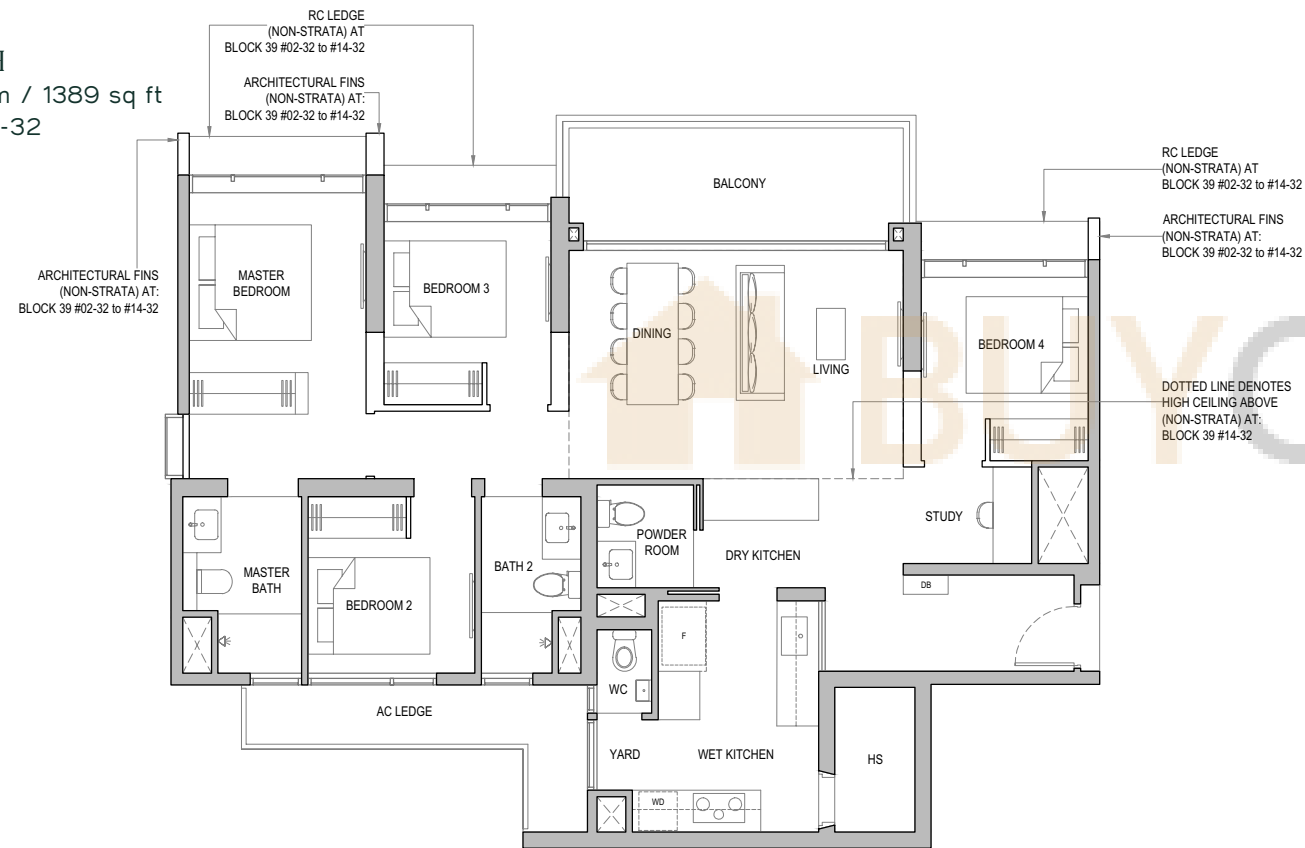 RC LEDGE
(NON-STRATA) AT
BLOCK 39 #02-32 to #14-32
/ 1389 sq ft
-32
ARCHITECTURAL FINS
(NON-STRATA) AT:
BLOCK 39 #02-32 to #14-32
RC LEDGE
(NON-STRATA) AT
BLOCK 39 #02-32 to #14-32
ARCHITECTURAL FINS
(NON-STRATA) AT:
BLOCK 39 #02-32 to #14-32
ARCHITECTURAL FINS
(NON-STRATA) AT:
BLOCK 39 #02-32 to #14-32
BALCONY
MASTER
BEDROOM
BEDROOM 3
DINING
LIVING
BEDROOM 4
BUYC
DOTTED LINE DENOTES
HIGH CEILING ABOVE
(NON-STRATA) AT:
BLOCK 39 #14-32
STUDY
POWDER
ROOM
DRY KITCHEN
MASTER
BATH
BEDROOM 2
BATH 2
DB
F
WC
AC LEDGE
YARD
WET KITCHEN
HS
WD